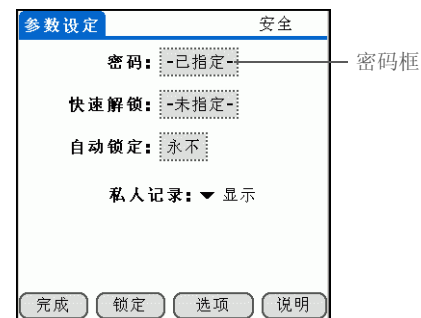 参数设定 安全
密码: -已指定- 密码框
快速解锁: -未指定-
自动锁定: 永不
私人记录: 显示
完成 锁定 选项 说明